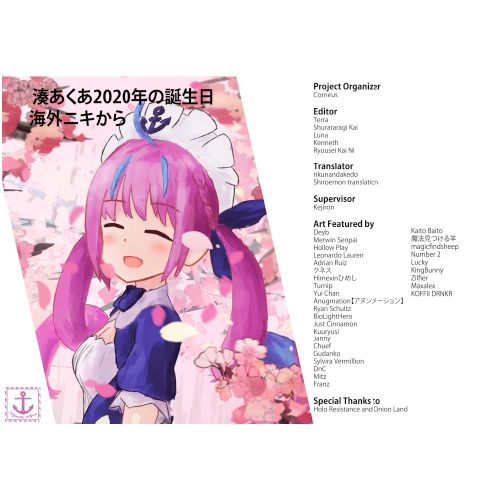 湊あくあ2020年の誕生日
海外ニキから
Project Organizer
Corneus
Editor
Terra
Shurararagi Kai
Luna
Kenneth
Ryuusei Kai Ni
Translator
rikunandakedo
Shiroemon translation
Supervisor
Kejiron
Art Featured by
Deyb
Merwin Senpai
Hollow Play
Leonardo Lauren
Adrian Ruiz
クネス
Himexinひめし
Turnip
Yui Chan
Anugmation【アヌンメーション】
Ryan Schultz
BioLightHero
Just Cinnamon
Kuuryusi
Janny
Chuef
Gudanko
Sylvira Vermillion
DnC
Mitz
Franz
Kaito Baito
魔法見つける羊
magicfindsheep
Number 2
Lucky
KingBunny
Zilfier
Maxalex
KOFFII DRNKR
Special Thanks to
Holo Resistance and Onion Land